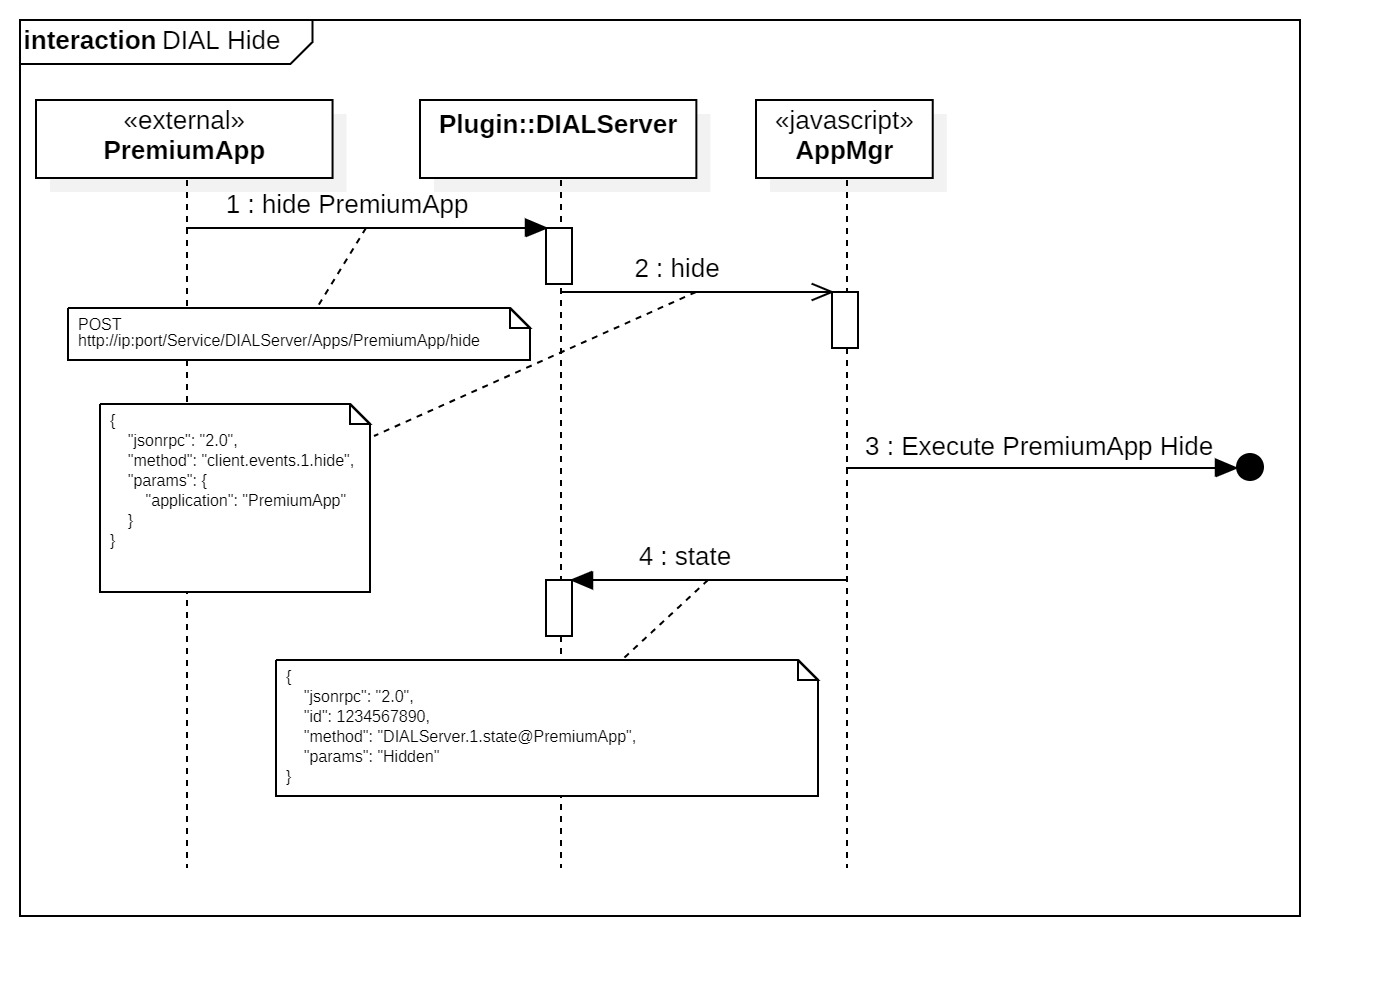 interaction DIAL Hide
«external»
PremiumApp
Plugin::DIALServer
«javascript»
AppMgr
1 : hide PremiumApp
2 : hide
POST
http://ip:port/Service/DIALServer/Apps/PremiumApp/hide
{
"jsonrpc": "2.0",
"method": "client.events.1.hide",
"params": {
"application": "PremiumApp"
}
}
3 : Execute PremiumApp Hide
4 : state
{
"jsonrpc": "2.0",
"id": 1234567890,
"method": "DIALServer.1.state@PremiumApp",
"params": "Hidden"
}